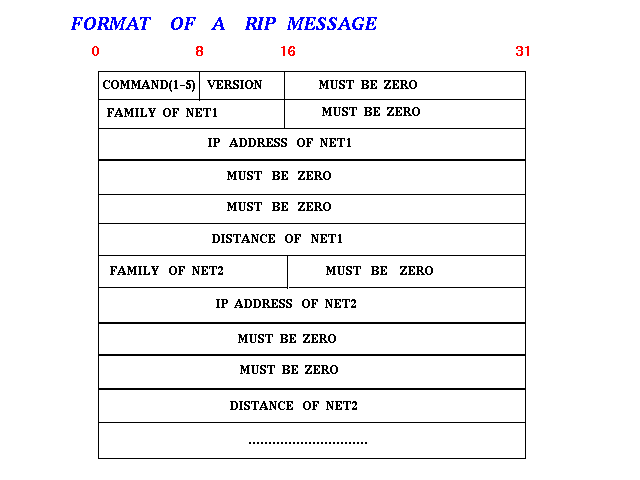 FORMAT OF A RIP MESSAGE
0 8 16 31
COMMAND(1-5) VERSION MUST BE ZERO
FAMILY OF NET1 MUST BE ZERO
IP ADDRESS OF NET1
MUST BE ZERO
MUST BE ZERO
DISTANCE OF NET1
FAMILY OF NET2 MUST BE ZERO
IP ADDRESS OF NET2
MUST BE ZERO
MUST BE ZERO
DISTANCE OF NET2
..............................